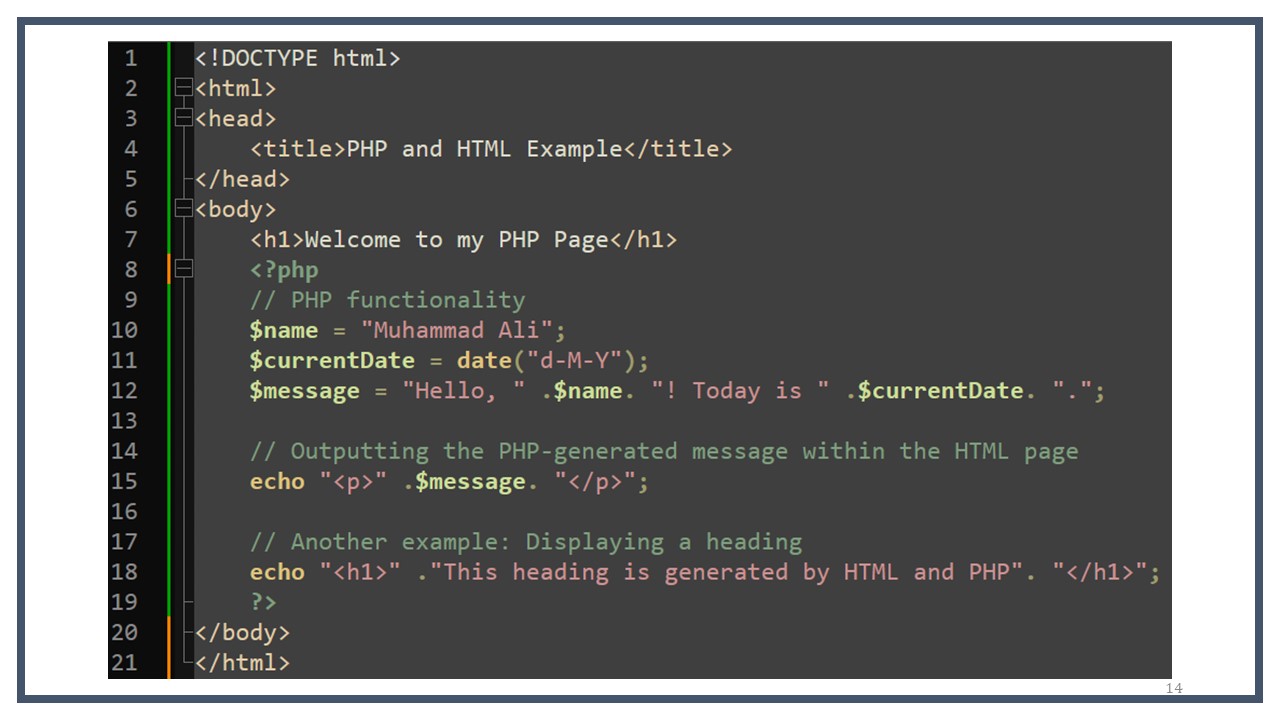 1 <!DOCTYPE html>
2 <html>
3 <head>
4     <title>PHP and HTML Example</title>
5 </head>
6 <body>
7     <h1>Welcome to my PHP Page</h1>
8     <?php
9     // PHP functionality
10     $name = "Muhammad Ali";
11     $currentDate = date("d-M-Y");
12     $message = "Hello, " .$name. "! Today is " .$currentDate. ".";
13
14     // Outputting the PHP-generated message within the HTML page
15     echo "<p>" .$message. "</p>";
16
17     // Another example: Displaying a heading
18     echo "<h1>" ."This heading is generated by HTML and PHP". "</h1>";
19     ?>
20 </body>
21 </html>
14